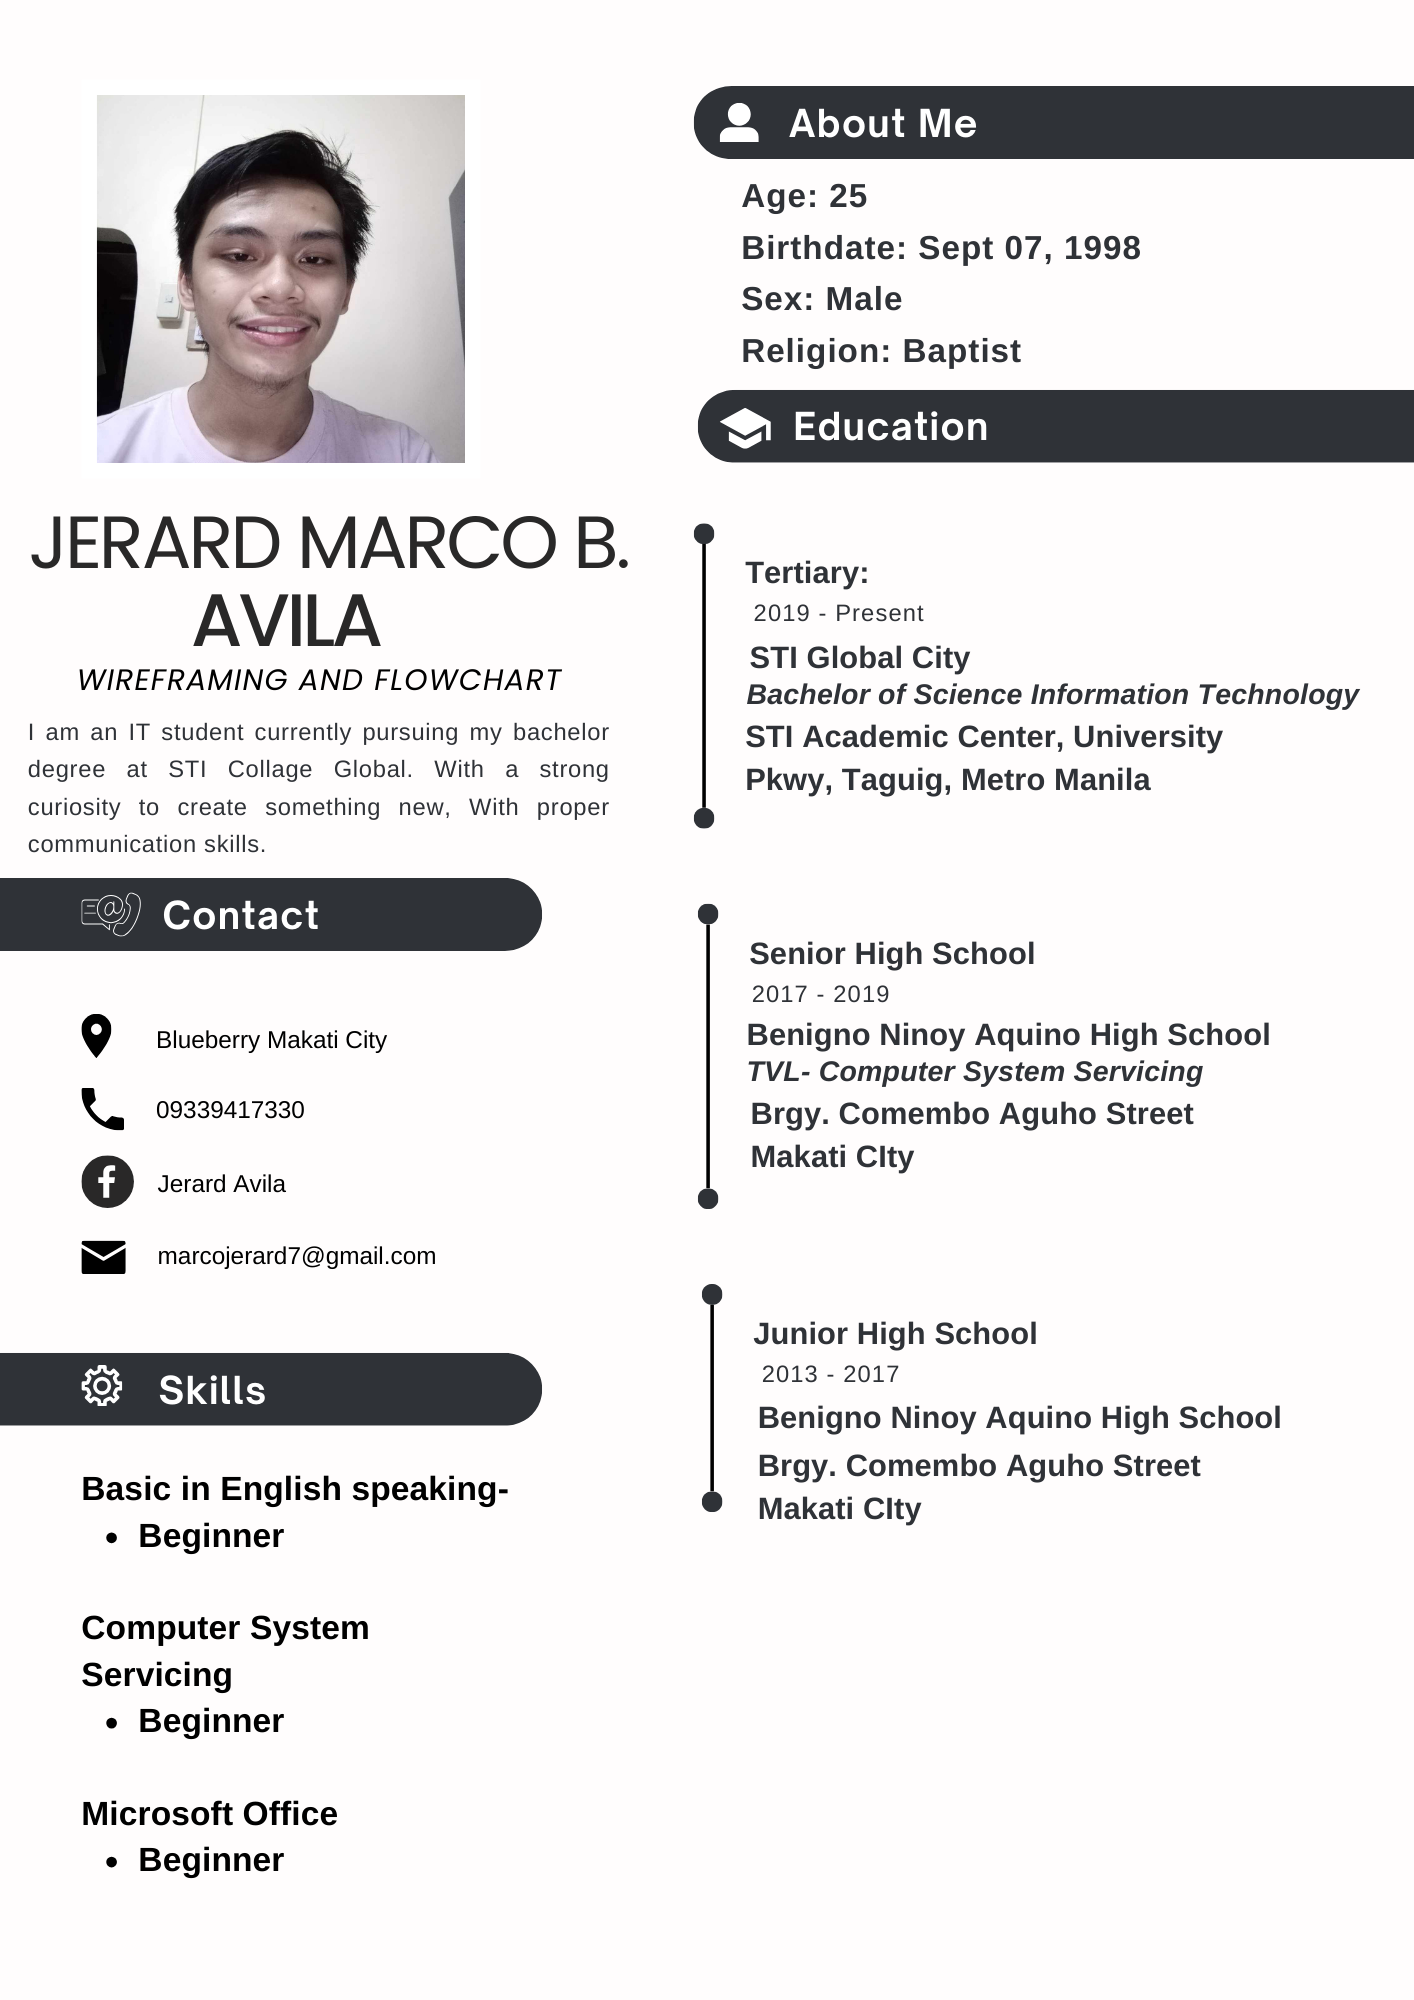 JERARD MARCO B.
AVILA
WIREFRAMING AND FLOWCHART
I am an IT student currently pursuing my bachelor
degree at STI Collage Global. With a strong
curiosity to create something new, With proper
communication skills.
Contact
Blueberry Makati City
09339417330
Jerard Avila
marcojerard7@gmail.com
Skills
Basic in English speaking-
• Beginner
Computer System
Servicing
• Beginner
Microsoft Office
• Beginner
About Me
Age: 25
Birthdate: Sept 07, 1998
Sex: Male
Religion: Baptist
Education
Tertiary:
2019 - Present
STI Global City
Bachelor of Science Information Technology
STI Academic Center, University
Pkwy, Taguig, Metro Manila
Senior High School
2017 - 2019
Benigno Ninoy Aquino High School
TVL- Computer System Servicing
Brgy. Comembo Aguho Street
Makati CIty
Junior High School
2013 - 2017
Benigno Ninoy Aquino High School
Brgy. Comembo Aguho Street
Makati CIty